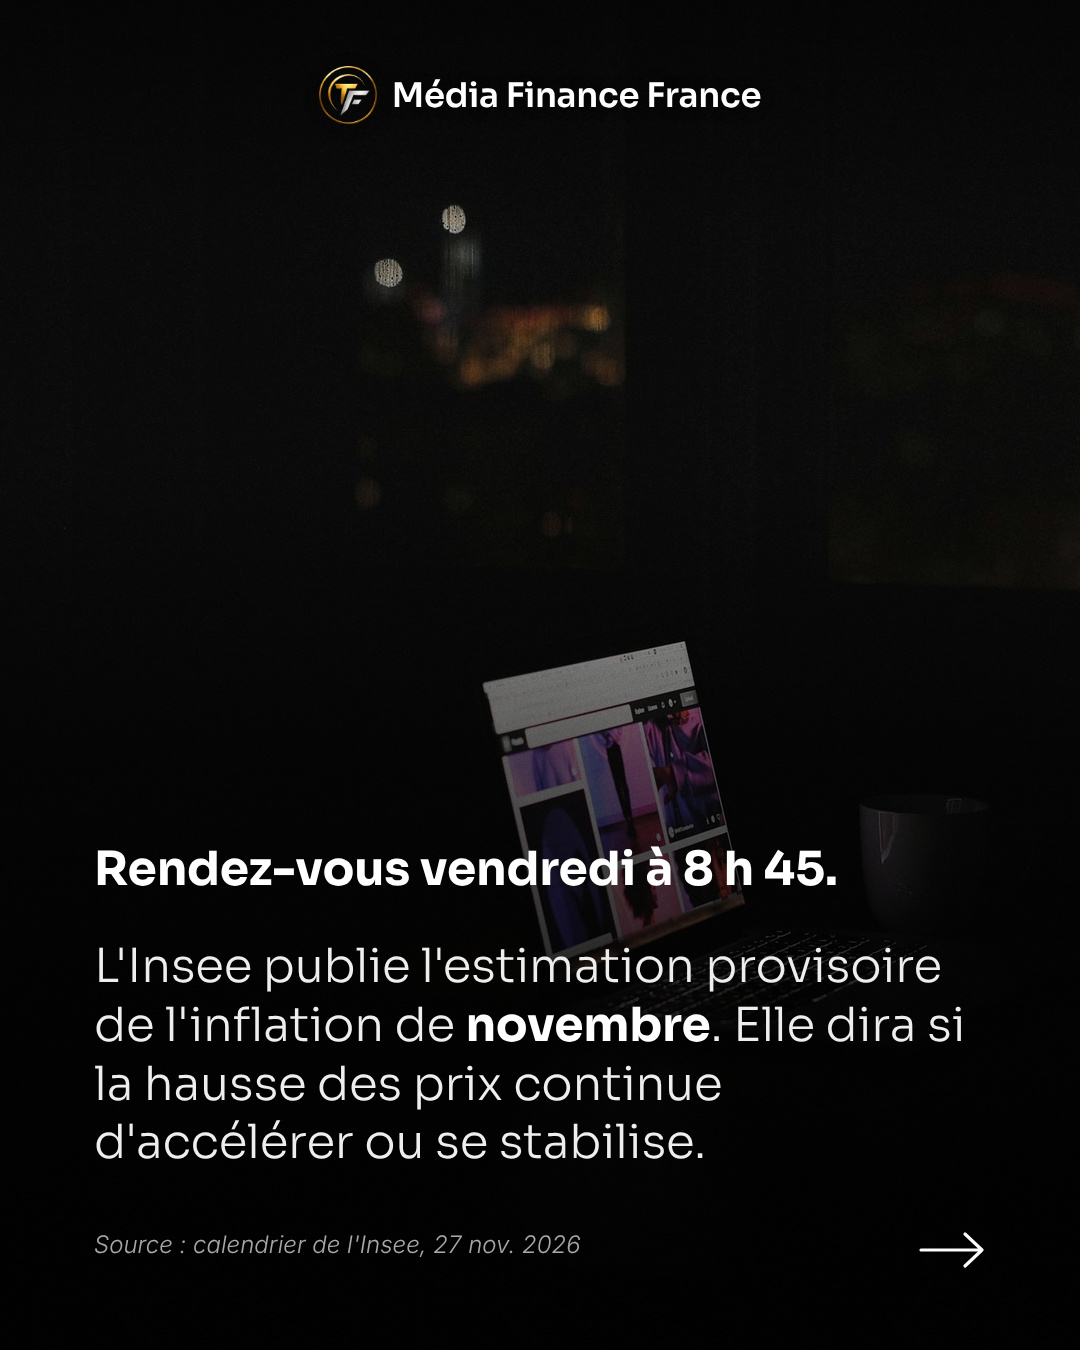 Média Finance France
Rendez-vous vendredi à 8 h 45.
L'Insee publie l'estimation provisoire
de l'inflation de novembre. Elle dira si
la hausse des prix continue
d'accélérer ou se stabilise.
Source : calendrier de l'Insee, 27 nov. 2026